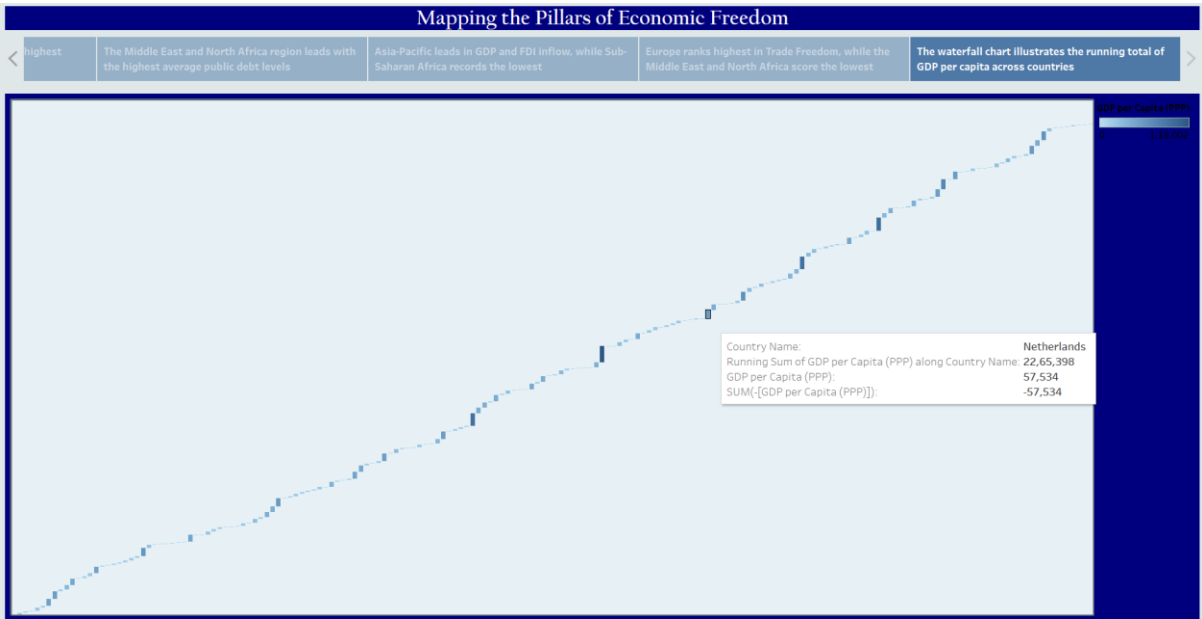 Mapping the Pillars of Economic Freedom
highest
The Middle East and North Africa region leads with
the highest average public debt levels
Asia-Pacific leads in GDP and FDI inflow, while Sub-
Saharan Africa records the lowest
Europe ranks highest in Trade Freedom, while the
Middle East and North Africa score the lowest
The waterfall chart illustrates the running total of
GDP per capita across countries
GDP per Capita (PPP)
Country Name: Netherlands
Running Sum of GDP per Capita (PPP) along Country Name: 22,65,398
GDP per Capita (PPP): 57,534
SUM(-[GDP per Capita (PPP)]): -57,534